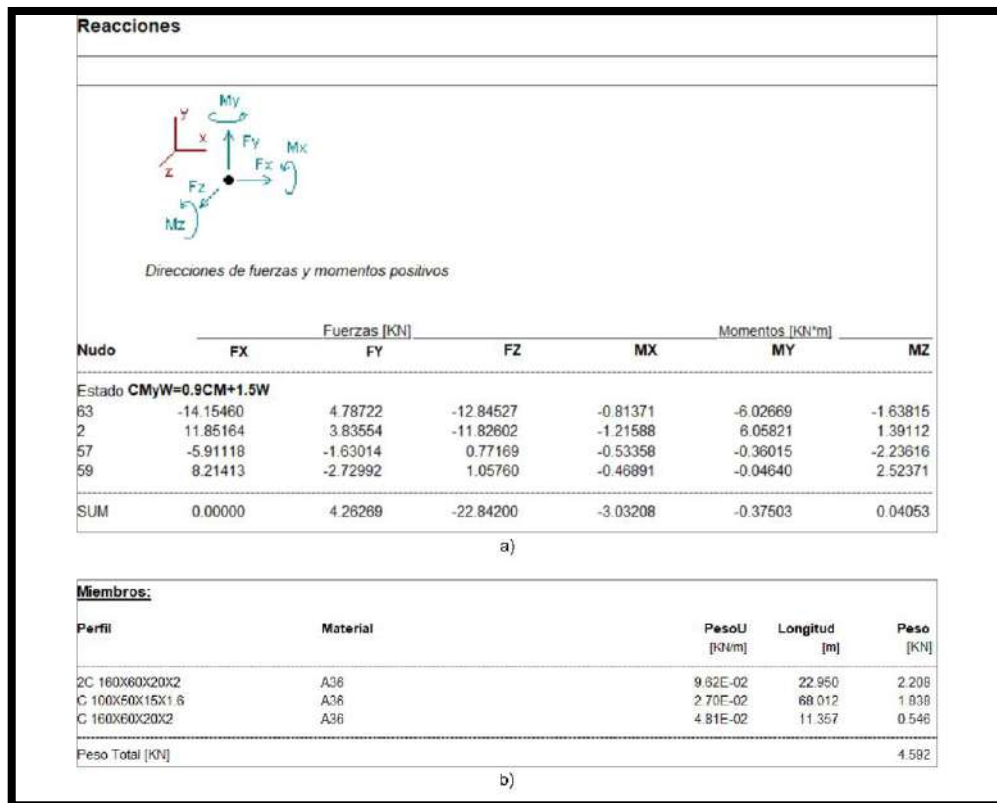 Reacciones
My
y
x
Fy
Mx
Fx
z
Fz
Mz
Direcciones de fuerzas y momentos positivos
Fuerzas [KN] Momentos [KN*m]
Nudo FX FY FZ MX MY MZ
Estado CMyW=0.9CM+1.5W
63 -14.15460 4.78722 -12.84527 -0.81371 -6.02669 -1.63815
2 11.85164 3.83554 -11.82602 -1.21588 6.05821 1.39112
57 -5.91118 -1.63014 0.77169 -0.53358 -0.36015 -2.23616
59 8.21413 -2.72992 1.05760 -0.46891 -0.04640 2.52371
SUM 0.00000 4.26269 -22.84200 -3.03208 -0.37503 0.04053
a)
Miembros:
Perfil Material PesoU Longitud Peso
[KN/m] [m] [KN]
2C 160X60X20X2 A36 9.62E-02 22.950 2.208
C 100X50X15X1.6 A36 2.70E-02 68.012 1.838
C 160X60X20X2 A36 4.81E-02 11.357 0.546
Peso Total [KN] 4.592
b)